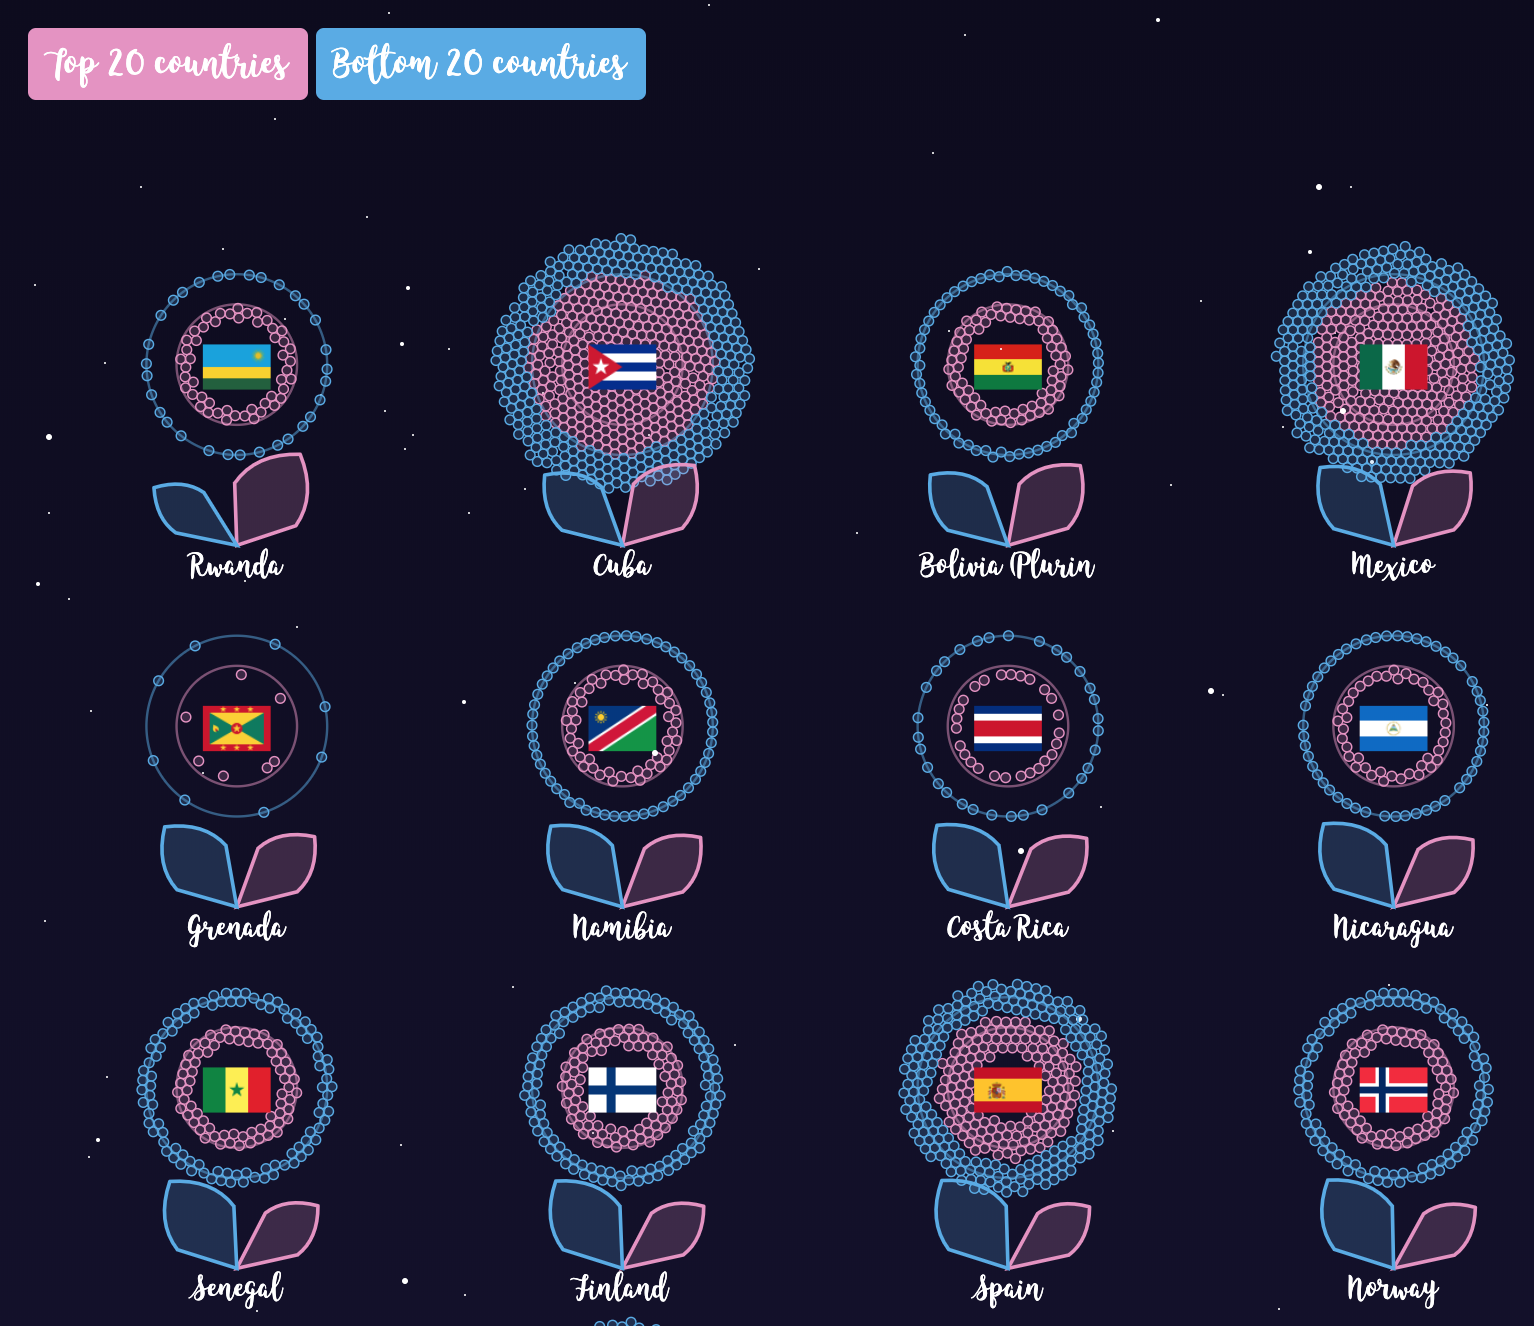 Top 20 countries
Bottom 20 countries
Rwanda
Cuba
Bolivia (Plurin
Mexico
Grenada
Namibia
Costa Rica
Nicaragua
Senegal
Finland
Spain
Norway